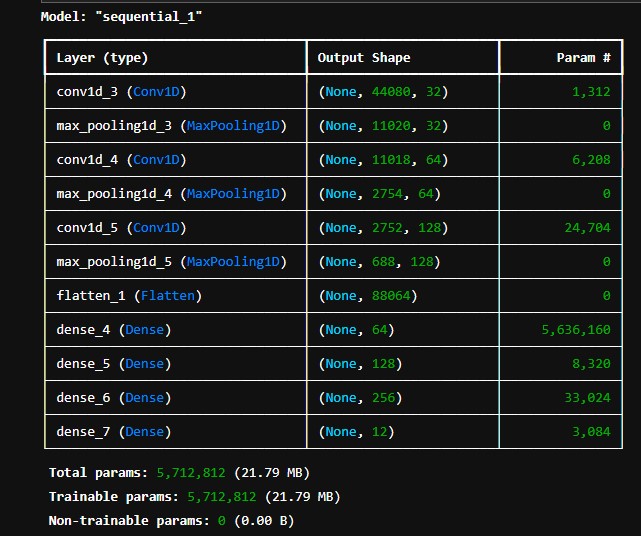 Model: "sequential_1"
Layer (type) Output Shape Param #
conv1d_3 (Conv1D) (None, 44080, 32) 1,312
max_pooling1d_3 (MaxPooling1D) (None, 11020, 32) 0
conv1d_4 (Conv1D) (None, 11018, 64) 6,208
max_pooling1d_4 (MaxPooling1D) (None, 2754, 64) 0
conv1d_5 (Conv1D) (None, 2752, 128) 24,704
max_pooling1d_5 (MaxPooling1D) (None, 688, 128) 0
flatten_1 (Flatten) (None, 88064) 0
dense_4 (Dense) (None, 64) 5,636,160
dense_5 (Dense) (None, 128) 8,320
dense_6 (Dense) (None, 256) 33,024
dense_7 (Dense) (None, 12) 3,084
Total params: 5,712,812 (21.79 MB)
Trainable params: 5,712,812 (21.79 MB)
Non-trainable params: 0 (0.00 B)